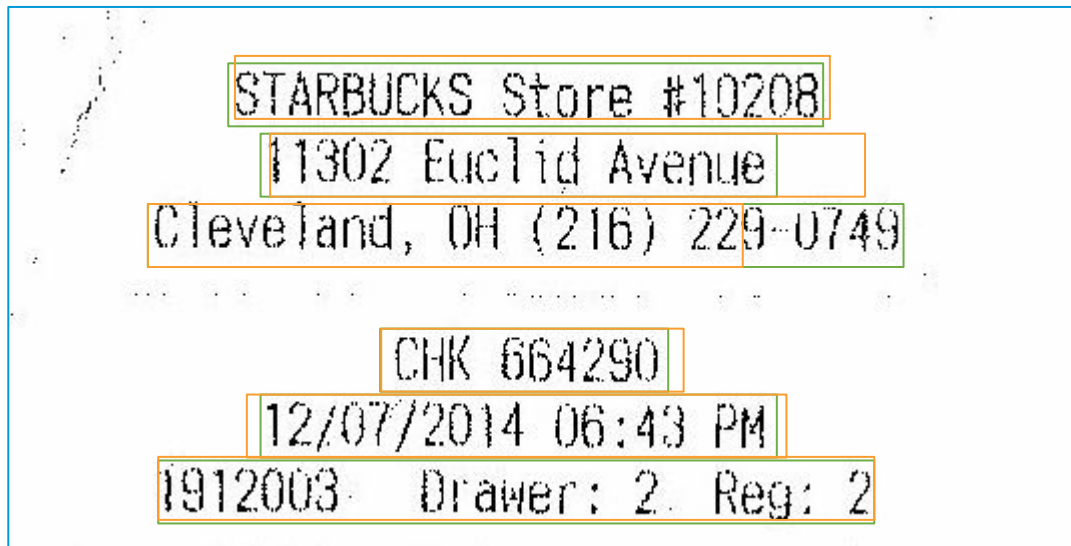 STARBUCKS Store #10208
11302 Euclid Avenue
Cleveland, OH (216) 229-0749
CHK 664290
12/07/2014 06:43 PM
1912003 Drawer: 2 Reg: 2